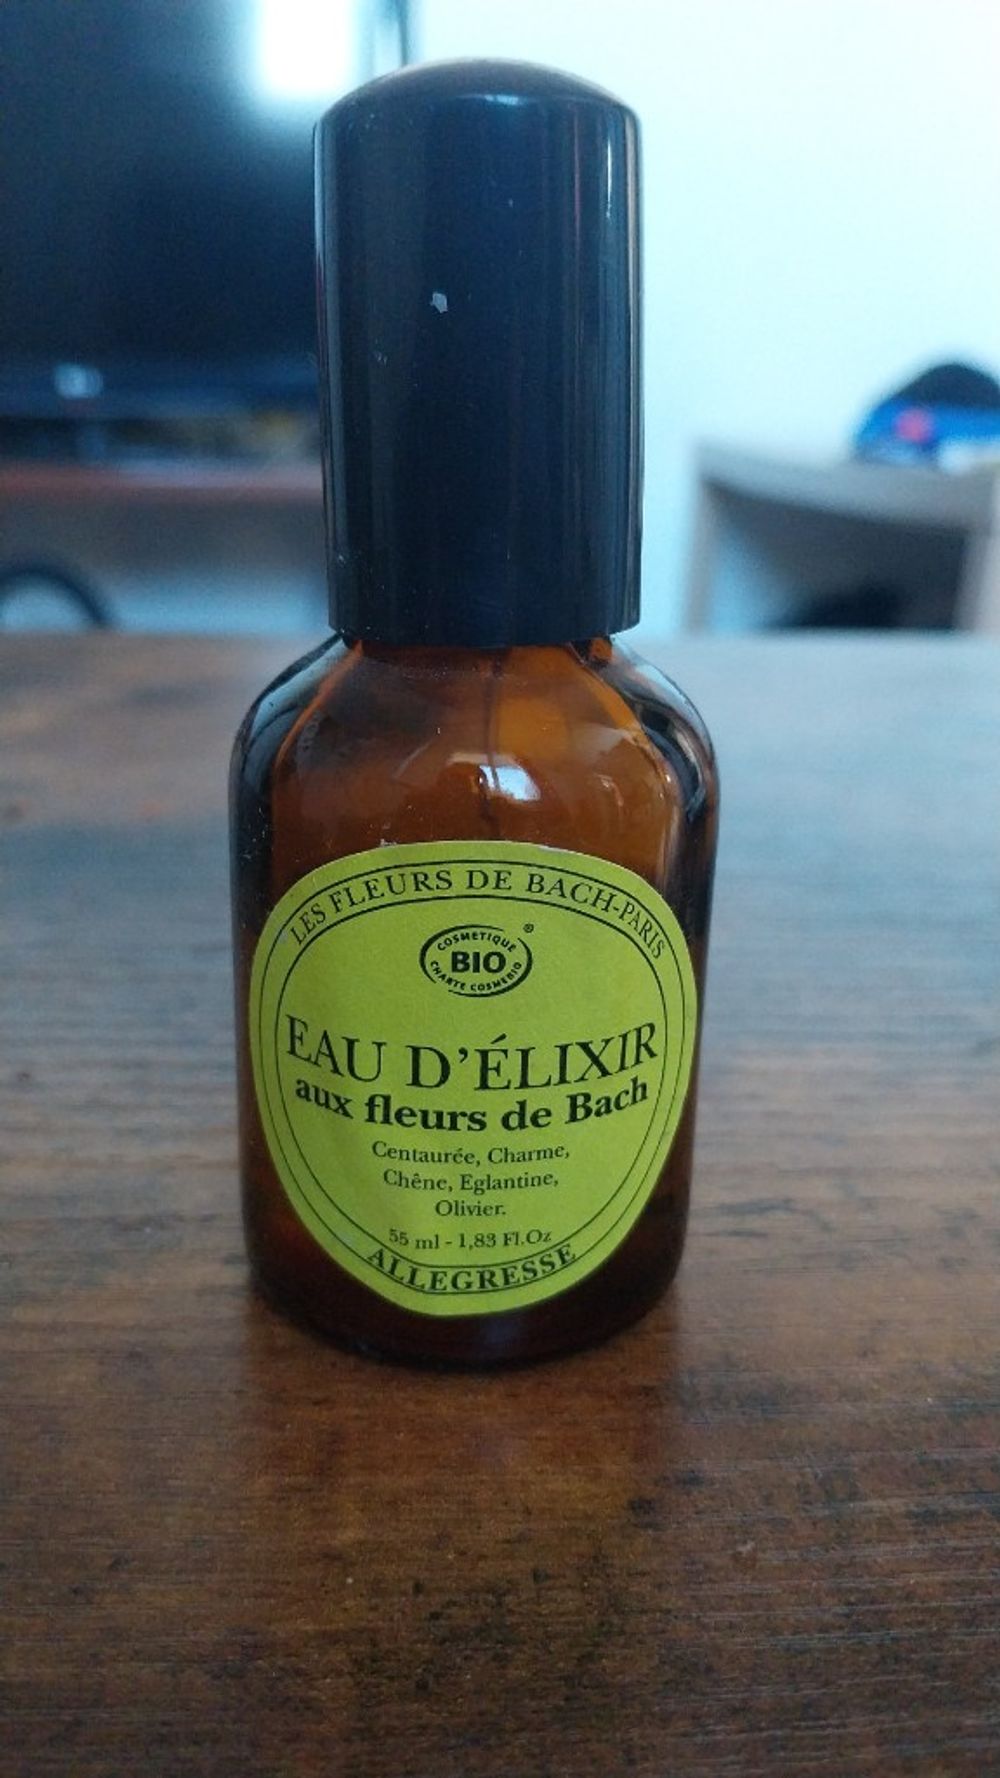 LES FLEURS DE BACH-PARIS
COSMETIQUE
®
BIO
CHARTE COSMEBIO
EAU D'ÉLIXIR
aux fleurs de Bach
Centaurée, Charme,
Chêne, Eglantine,
Olivier.
55 ml - 1,83 Fl.Oz
ALLEGRESSE